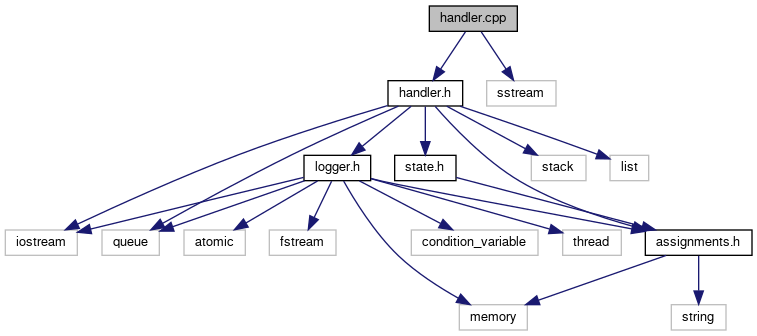 handler.cpp
handler.h
sstream
logger.h
state.h
stack
list
iostream
queue
atomic
fstream
condition_variable
thread
assignments.h
memory
string